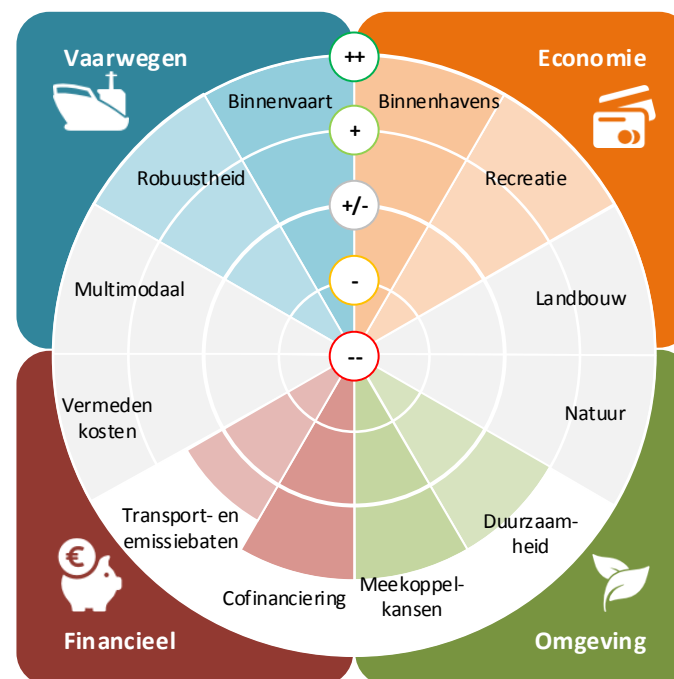 Vaarwegen
Economie
++
Binnenvaart
Binnenhavens
+
Robuustheid
Recreatie
+/-
-
Multimodaal
Landbouw
--
Vermeden
kosten
Natuur
Transport- en
emissiebaten
Duurzaam-
heid
Cofinanciering
Meekoppel-
kansen
€
Financieel
Omgeving